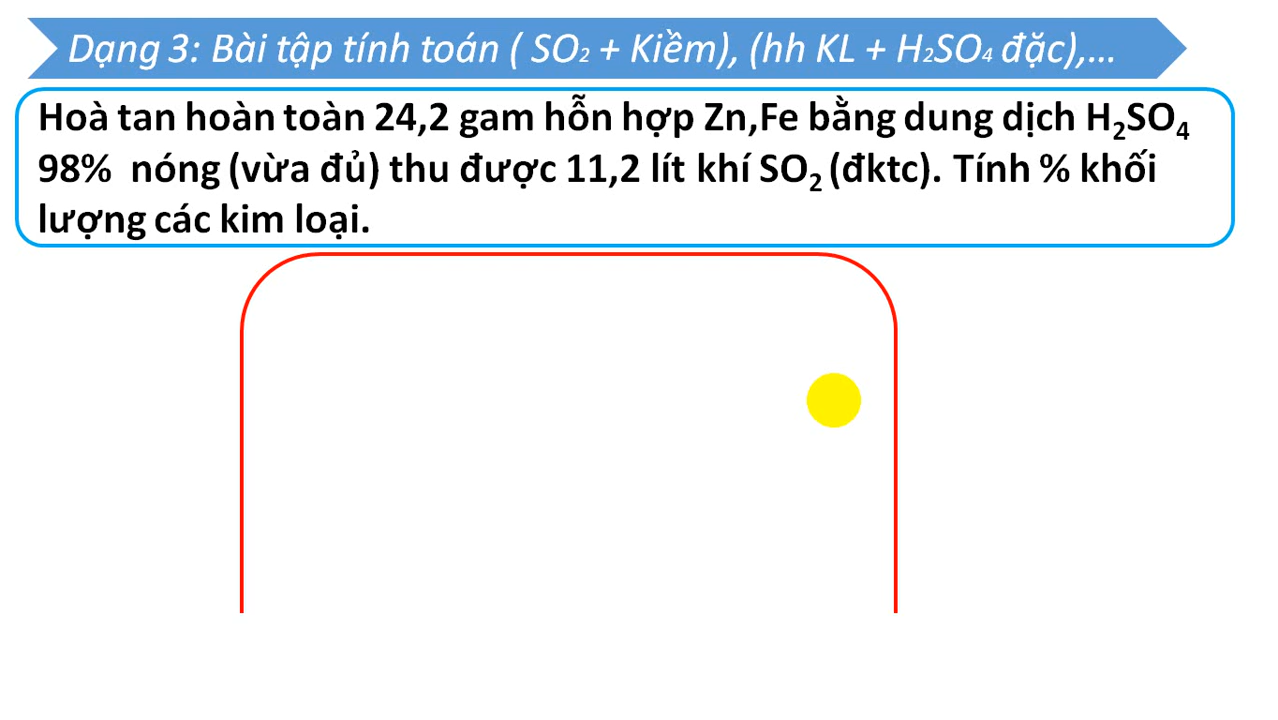 Dạng 3: Bài tập tính toán ( SO₂ + Kiềm), (hh KL + H₂SO₄ đặc),...
Hoà tan hoàn toàn 24,2 gam hỗn hợp Zn,Fe bằng dung dịch H₂SO₄
98% nóng (vừa đủ) thu được 11,2 lít khí SO₂ (đktc). Tính % khối
lượng các kim loại.